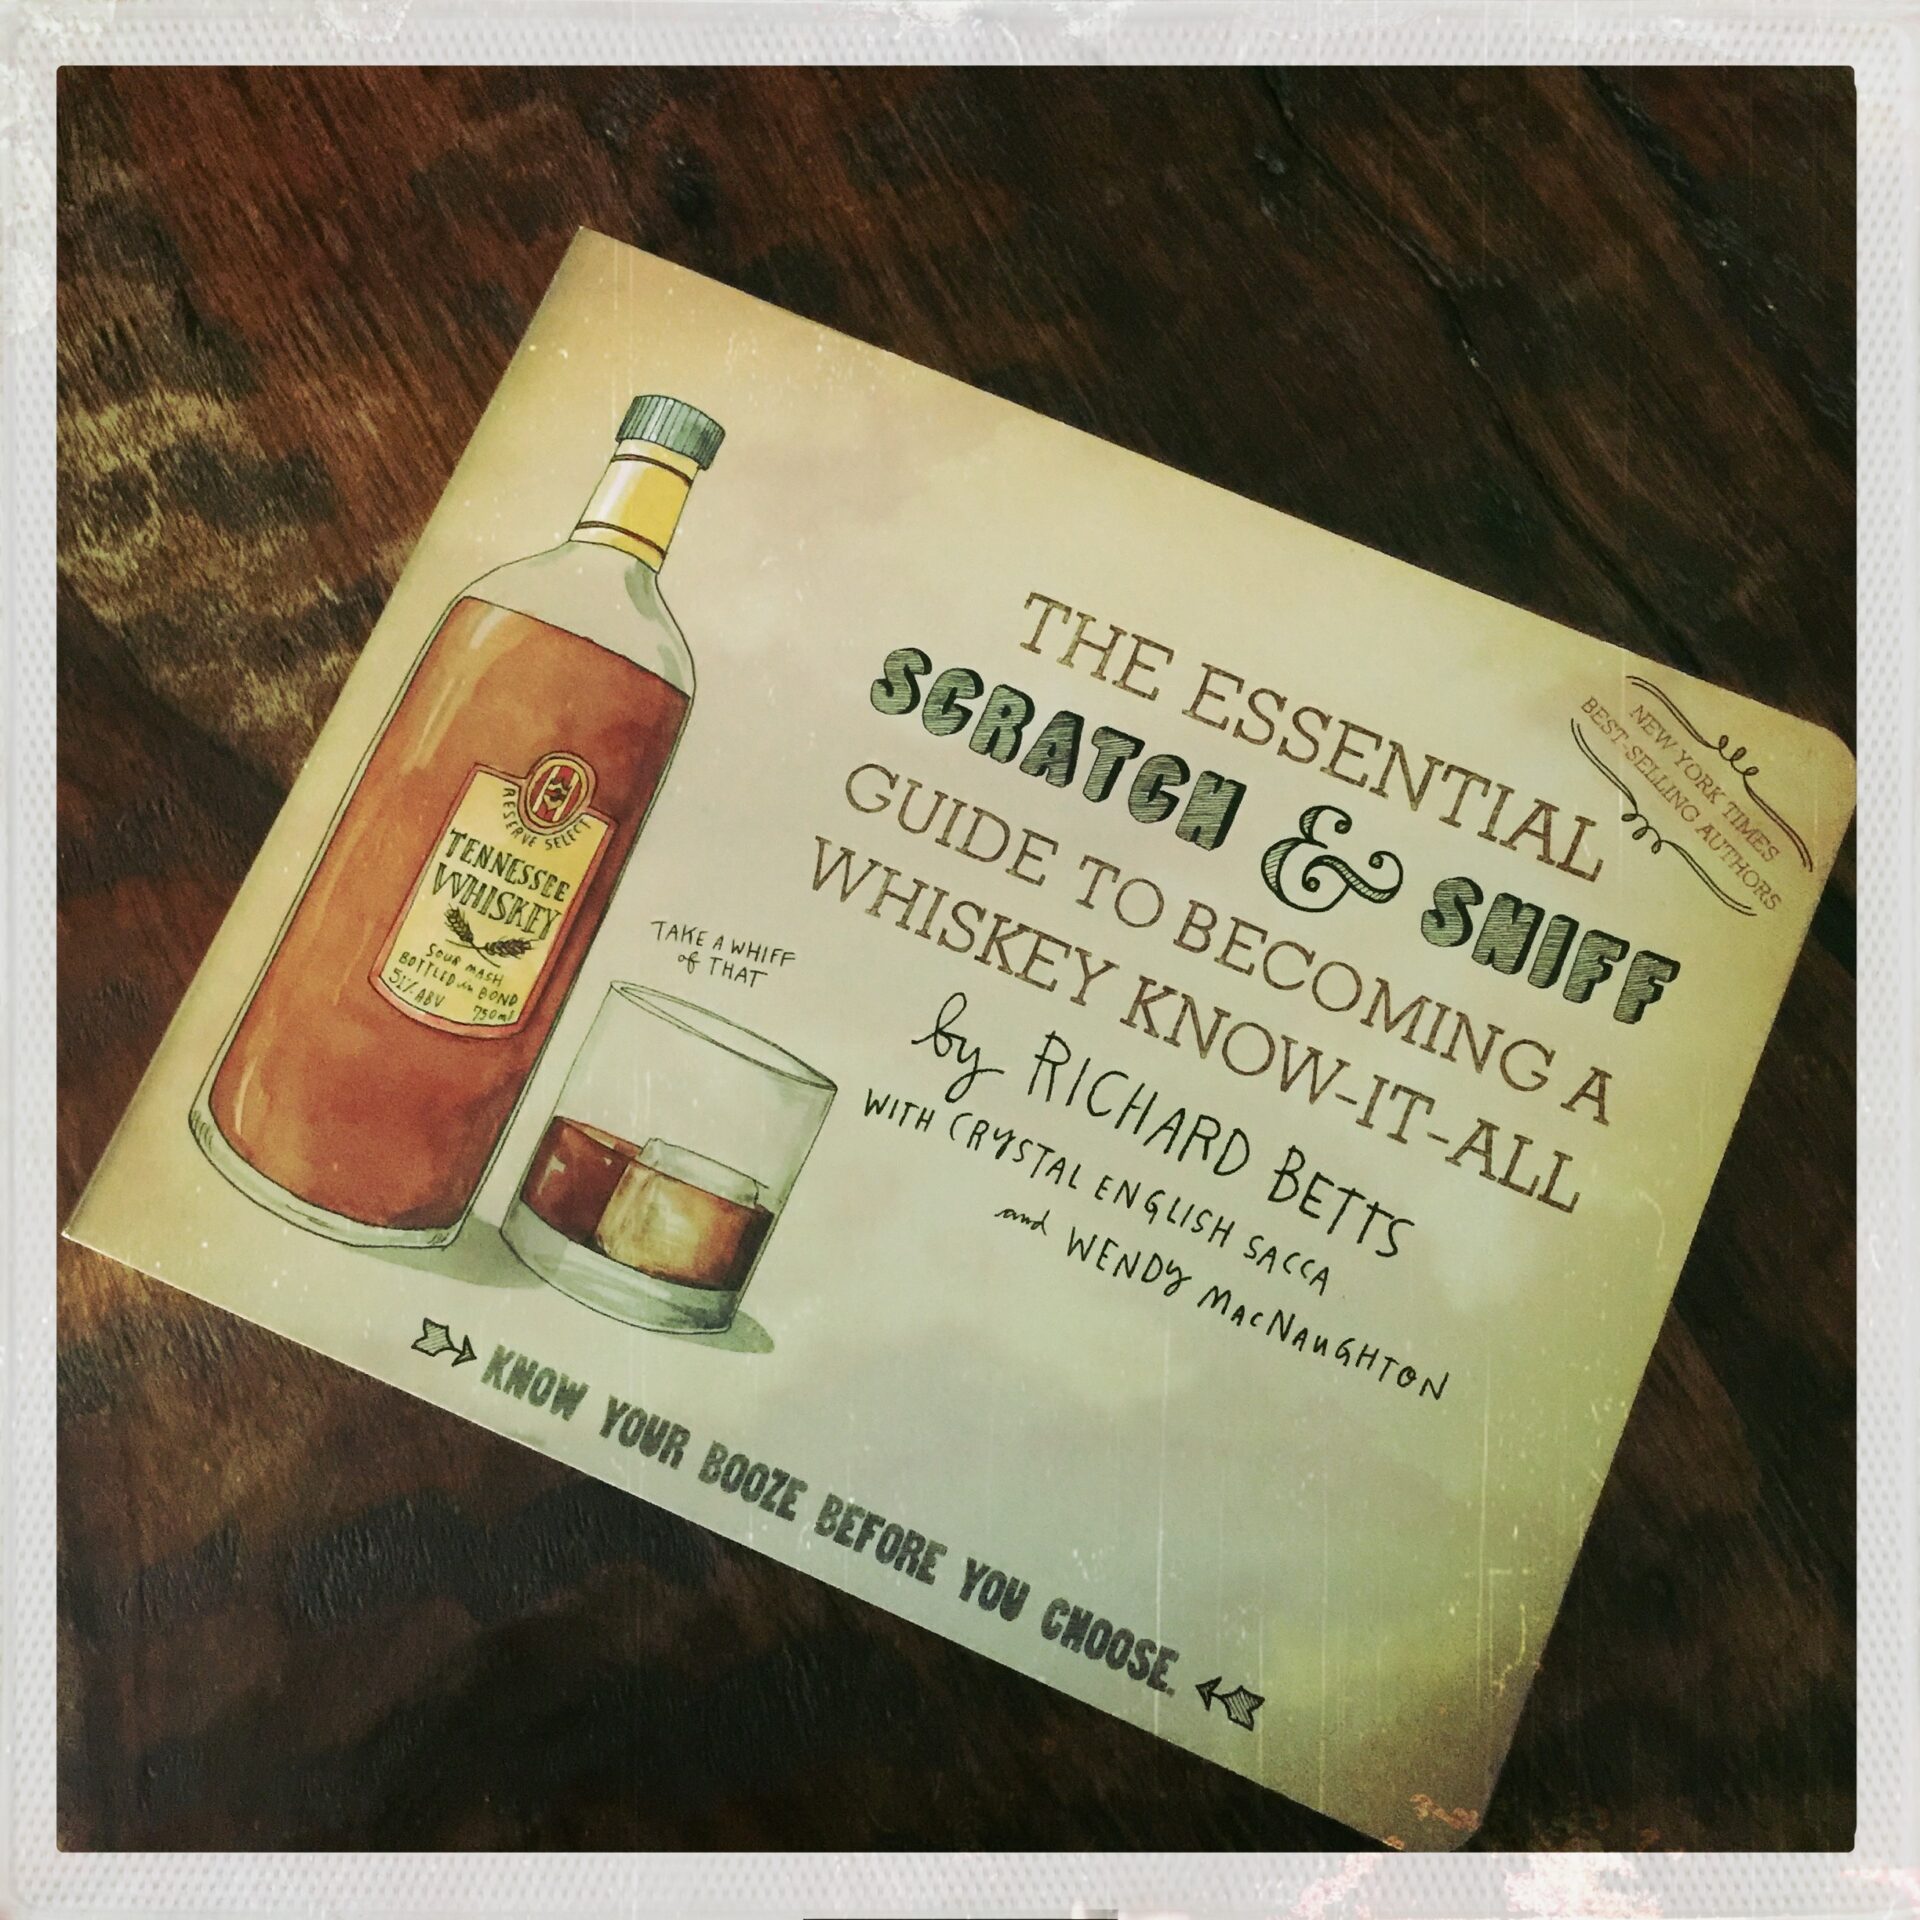 NEW YORK TIMES
BEST-SELLING AUTHORS
THE ESSENTIAL
SCRATCH & SNIFF
GUIDE TO BECOMING A
WHISKEY KNOW-IT-ALL
by RICHARD BETTS
WITH CRYSTAL ENGLISH SACCA
and WENDY MACNAUGHTON
RESERVE SELECT
TENNESSEE
WHISKEY
SOUR MASH
BOTTLED in BOND
51% ABV
750ml
TAKE A WHIFF
of THAT
KNOW YOUR BOOZE BEFORE YOU CHOOSE.